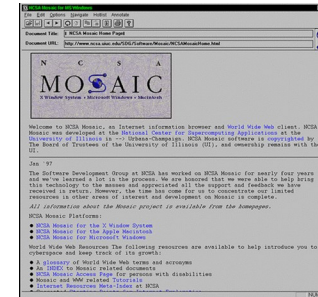 NCSA Mosaic for MS Windows
File Edit Options Navigate Hotlist Annotate
Document Title: NCSA Mosaic Home Page
Document URL: http://www.ncsa.uiuc.edu/SDG/Software/Mosaic/NCSAMosaicHome.html
N C S A
MOSAIC
X Window System • Microsoft Windows • Macintosh
Welcome to NCSA Mosaic, an Internet information browser and World Wide Web client. NCSA
Mosaic was developed at the National Center for Supercomputing Applications at the
University of Illinois in --> Urbana-Champaign. NCSA Mosaic software is copyrighted by
The Board of Trustees of the University of Illinois (UI), and ownership remains with the
UI.
Jan '97
The Software Development Group at NCSA has worked on NCSA Mosaic for nearly four years
and we've learned a lot in the process. We are honored that we were able to help bring
this technology to the masses and appreciated all the support and feedback we have
received in return. However, the time has come for us to concentrate our limited
resources in other areas of interest and development on Mosaic is complete.
All information about the Mosaic project is available from the homepages.
NCSA Mosaic Platforms:
● NCSA Mosaic for the X Window System
● NCSA Mosaic for the Apple Macintosh
● NCSA Mosaic for Microsoft Windows
World Wide Web Resources The following resources are available to help introduce you to
cyberspace and keep track of its growth:
● A glossary of World Wide Web terms and acronyms
● An INDEX to Mosaic related documents
● NCSA Mosaic Access Page for persons with disabilities
● Mosaic and WWW related Tutorials
● Internet Resources Meta-Index at NCSA